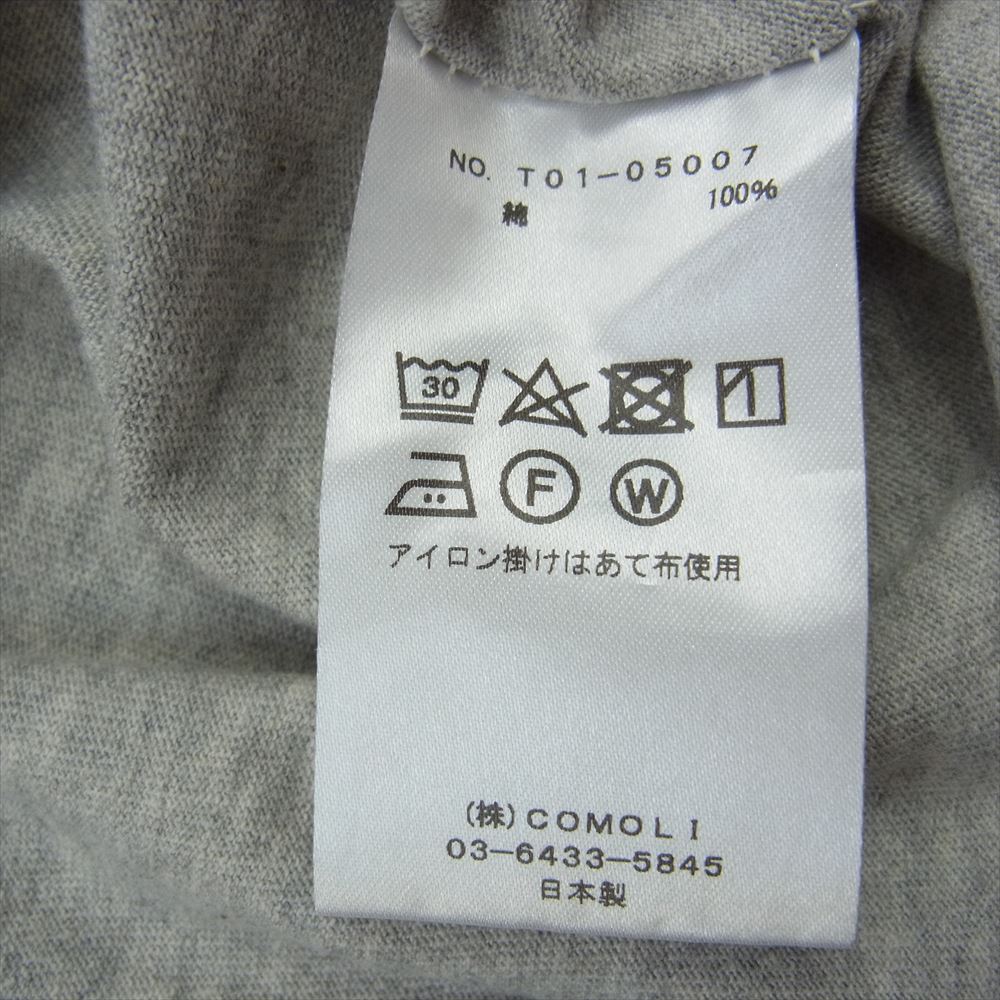 NO. T01-05007
綿 100%
30
F W
アイロン掛けはあて布使用
(株)COMOLI
03-6433-5845
日本製